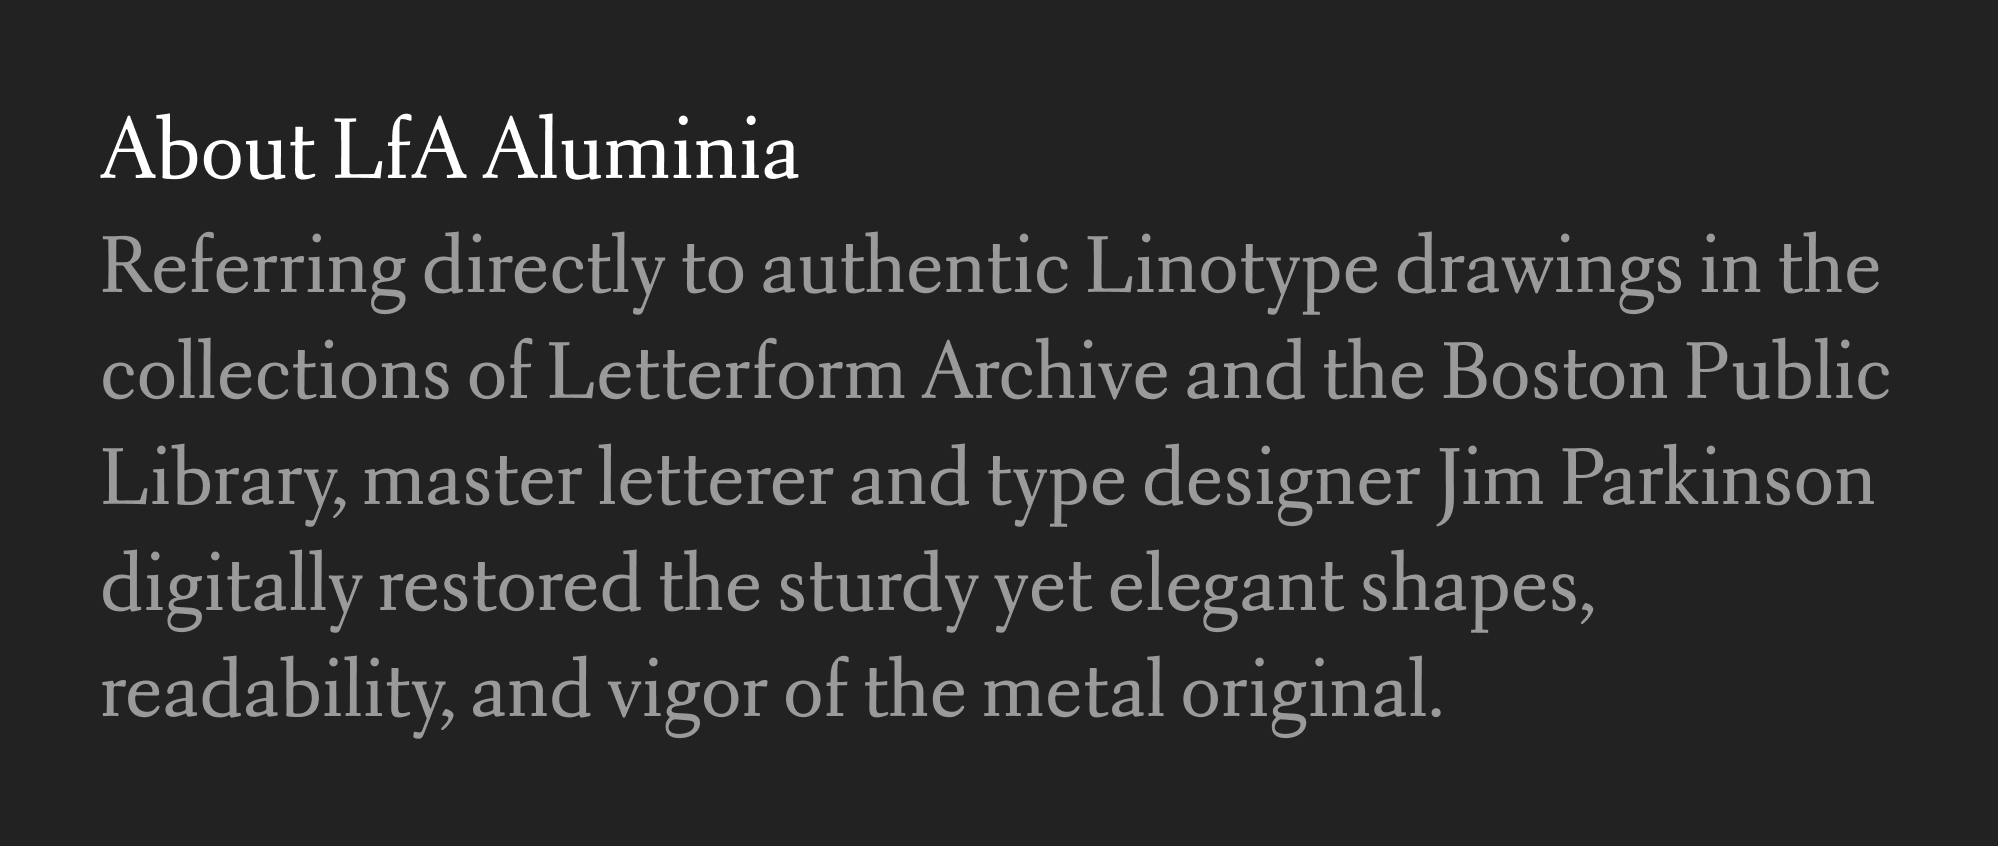 About LfA Aluminia
Referring directly to authentic Linotype drawings in the
collections of Letterform Archive and the Boston Public
Library, master letterer and type designer Jim Parkinson
digitally restored the sturdy yet elegant shapes,
readability, and vigor of the metal original.